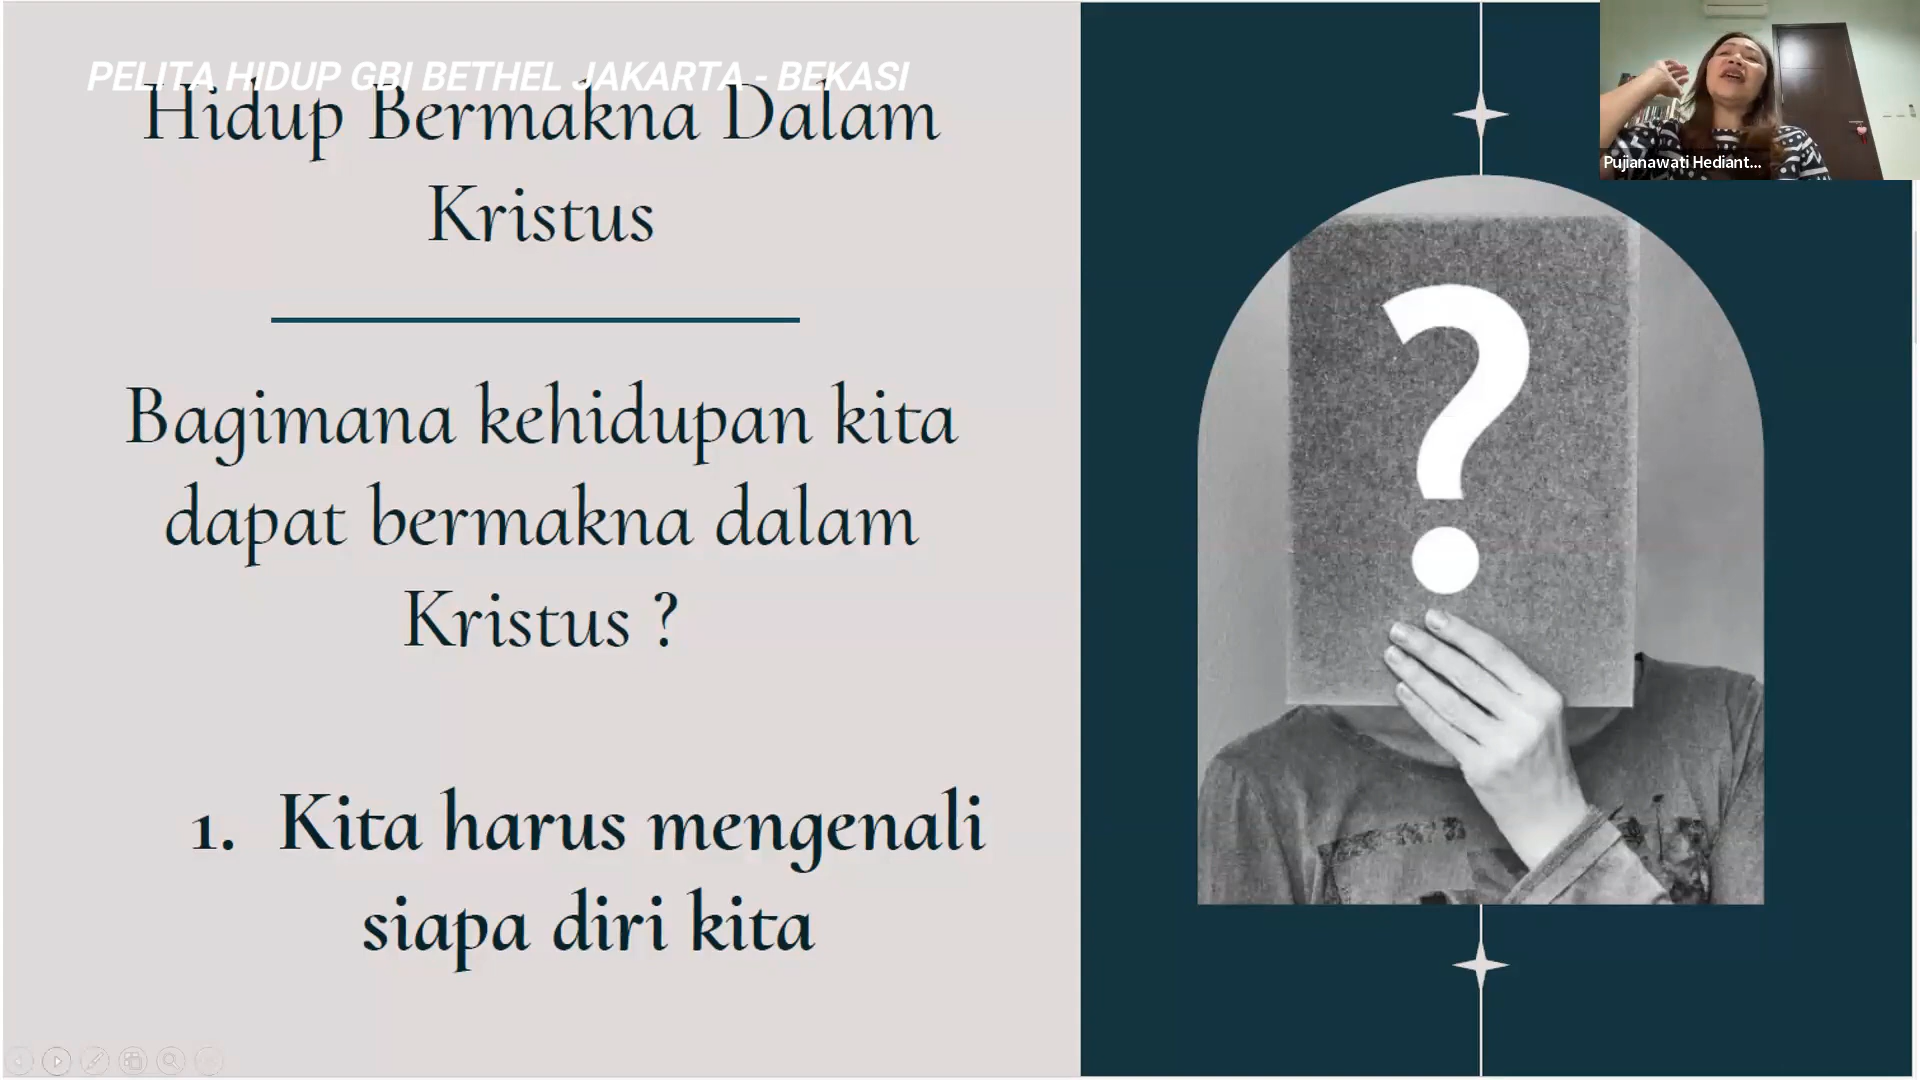 PELITA HIDUP GBI BETHEL JAKARTA - BEKASI
Hidup Bermakna Dalam
Kristus
Bagimana kehidupan kita
dapat bermakna dalam
Kristus ?
1. Kita harus mengenali
siapa diri kita
?
Pujianawati Hediant...